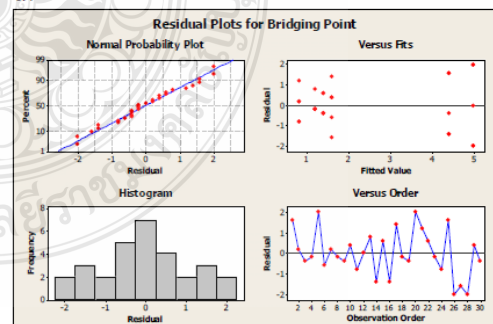 Residual Plots for Bridging Point
Normal Probability Plot
Versus Fits
99
90
50
10
1
Percent
-2 -1 0 1 2
Residual
2
1
0
-1
-2
Residual
1 2 3 4 5
Fitted Value
Histogram
Versus Order
8
6
4
2
0
Frequency
-2 -1 0 1 2
Residual
2
1
0
-1
-2
Residual
2 4 6 8 10 12 14 16 18 20 22 24 26 28 30
Observation Order